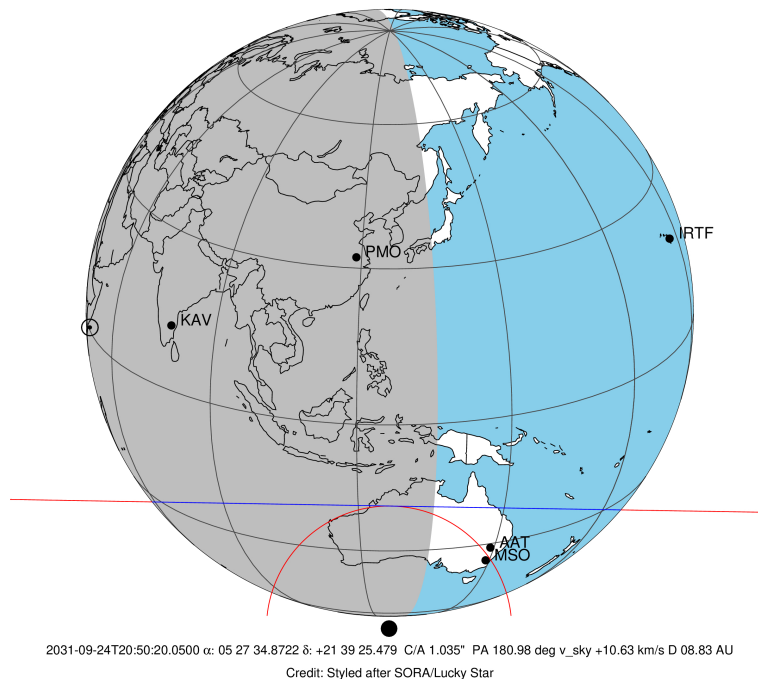 IRTF
PMO
KAV
AAT
MSO
2031-09-24T20:50:20.0500 α: 05 27 34.8722 δ: +21 39 25.479 C/A 1.035" PA 180.98 deg v_sky +10.63 km/s D 08.83 AU
Credit: Styled after SORA/Lucky Star